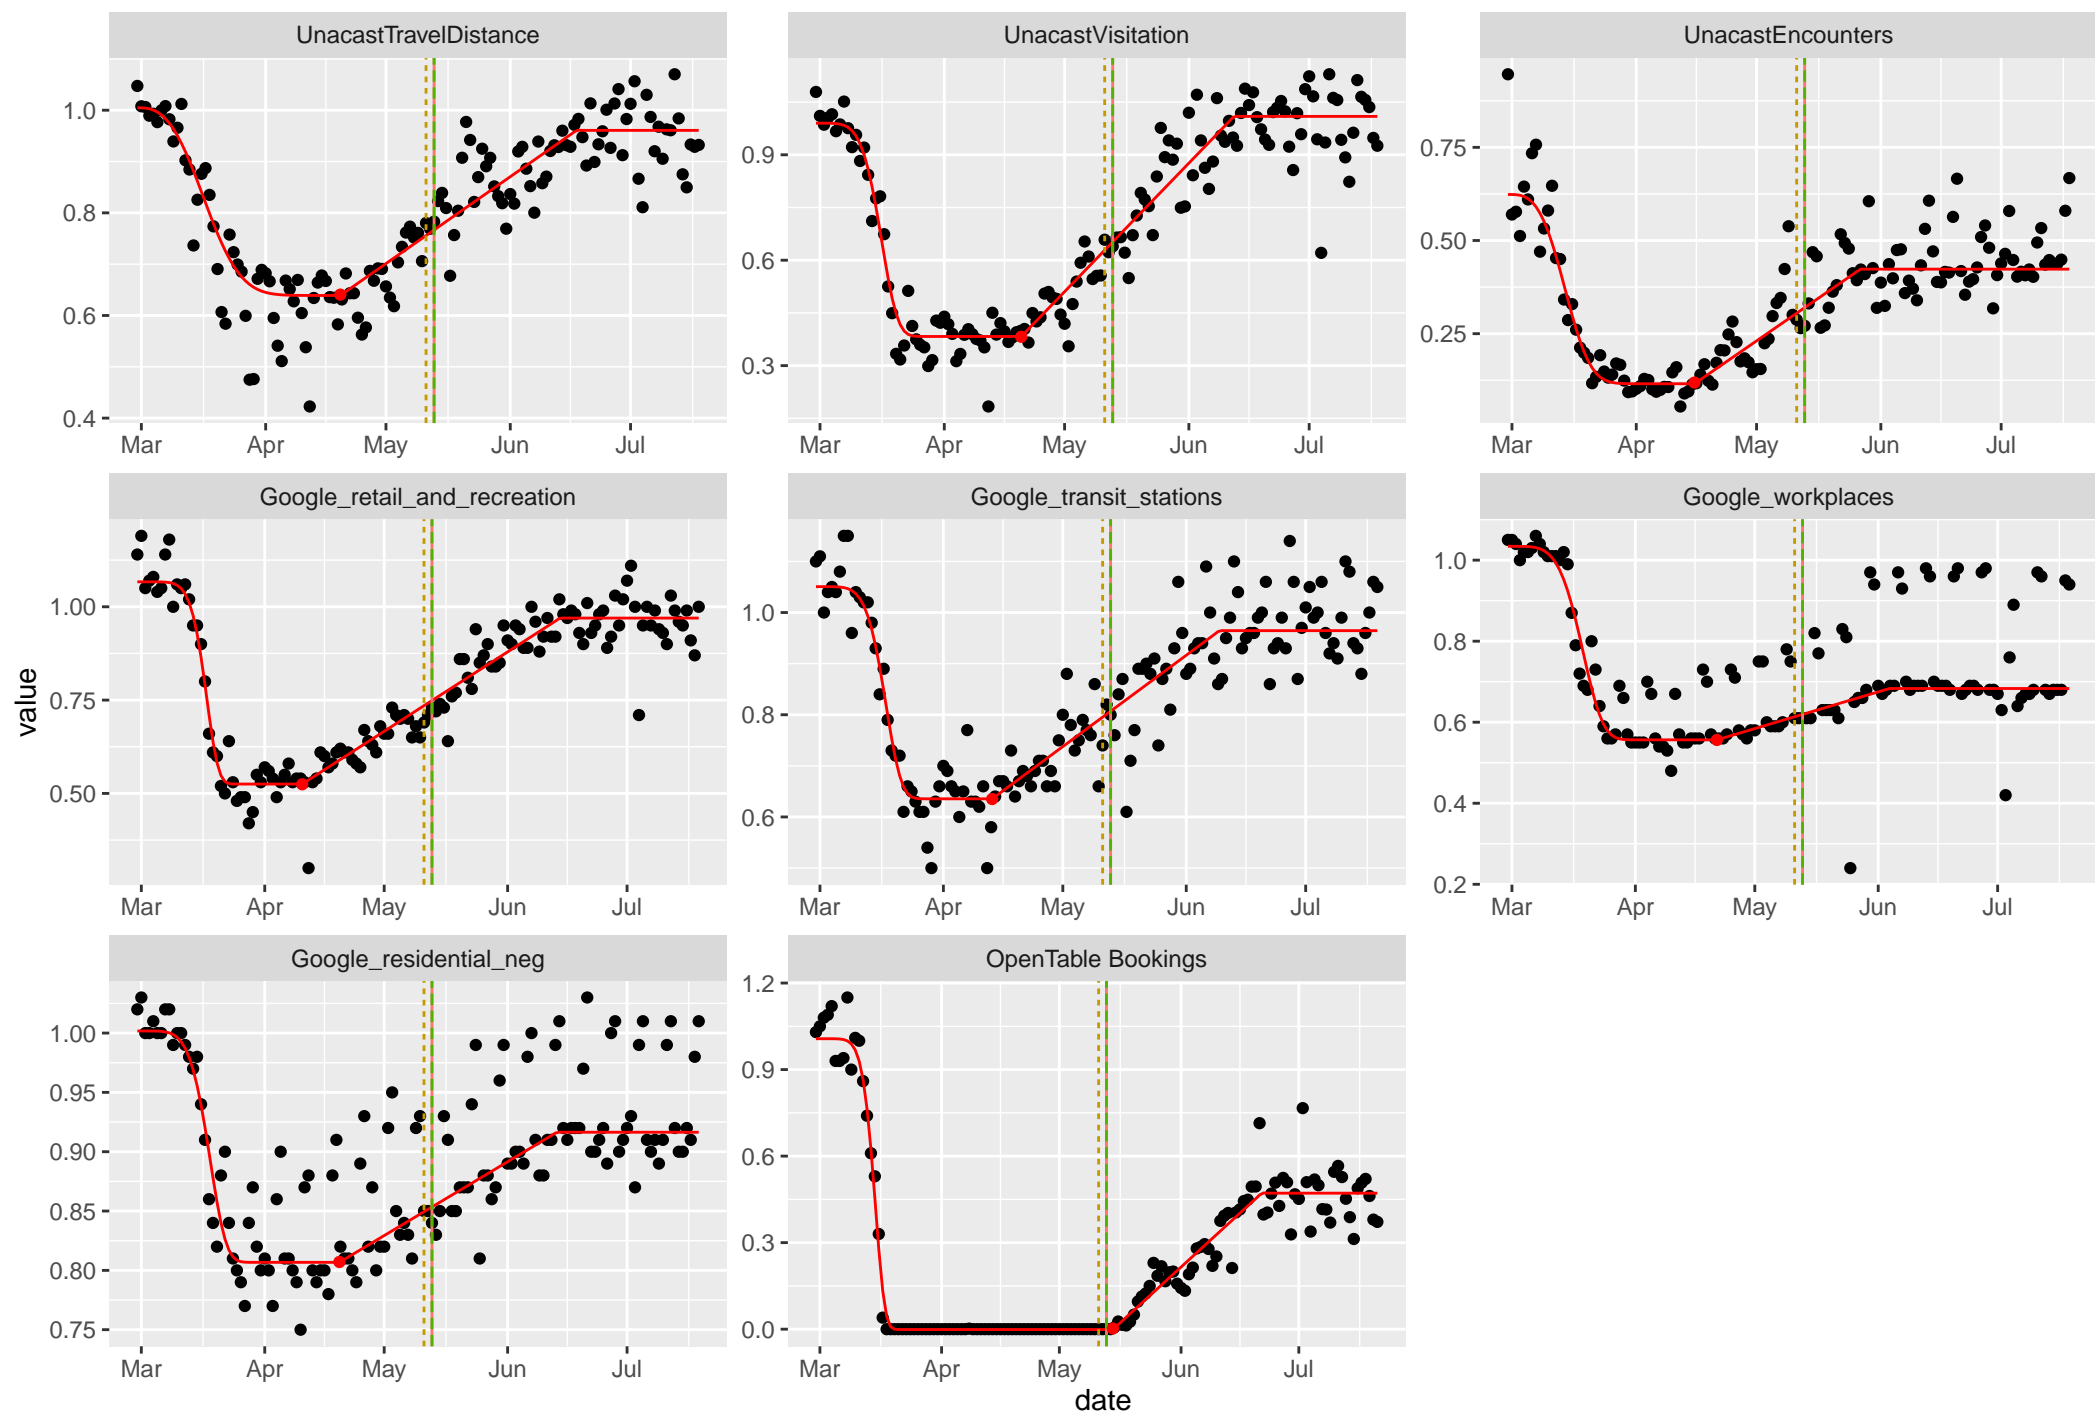 UnacastTravelDistance
UnacastVisitation
UnacastEncounters
1.0
0.8
0.6
0.4
0.9
0.6
0.3
0.75
0.50
0.25
Mar Apr May Jun Jul
Mar Apr May Jun Jul
Mar Apr May Jun Jul
Google_retail_and_recreation
Google_transit_stations
Google_workplaces
1.00
0.75
0.50
1.0
0.8
0.6
1.0
0.8
0.6
0.4
0.2
value
Mar Apr May Jun Jul
Mar Apr May Jun Jul
Mar Apr May Jun Jul
Google_residential_neg
OpenTable Bookings
1.00
0.95
0.90
0.85
0.80
0.75
1.2
0.9
0.6
0.3
0.0
Mar Apr May Jun Jul
Mar Apr May Jun Jul
date